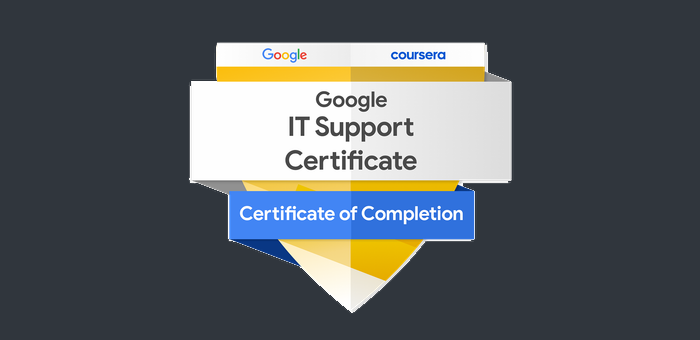 Google coursera
Google
IT Support
Certificate
Certificate of Completion